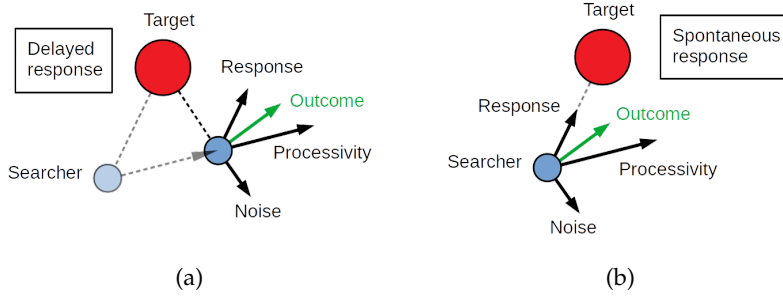 Target
Delayed
response
Response
Outcome
Processivity
Searcher
Noise
(a)
Target
Spontaneous
response
Response
Outcome
Searcher
Processivity
Noise
(b)